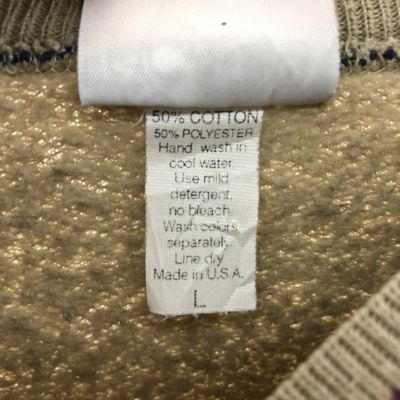 50% COTTON
50% POLYESTER
Hand wash in
cool water.
Use mild
detergent,
no bleach.
Wash colors
separately.
Line dry
Made in U.S.A.
L